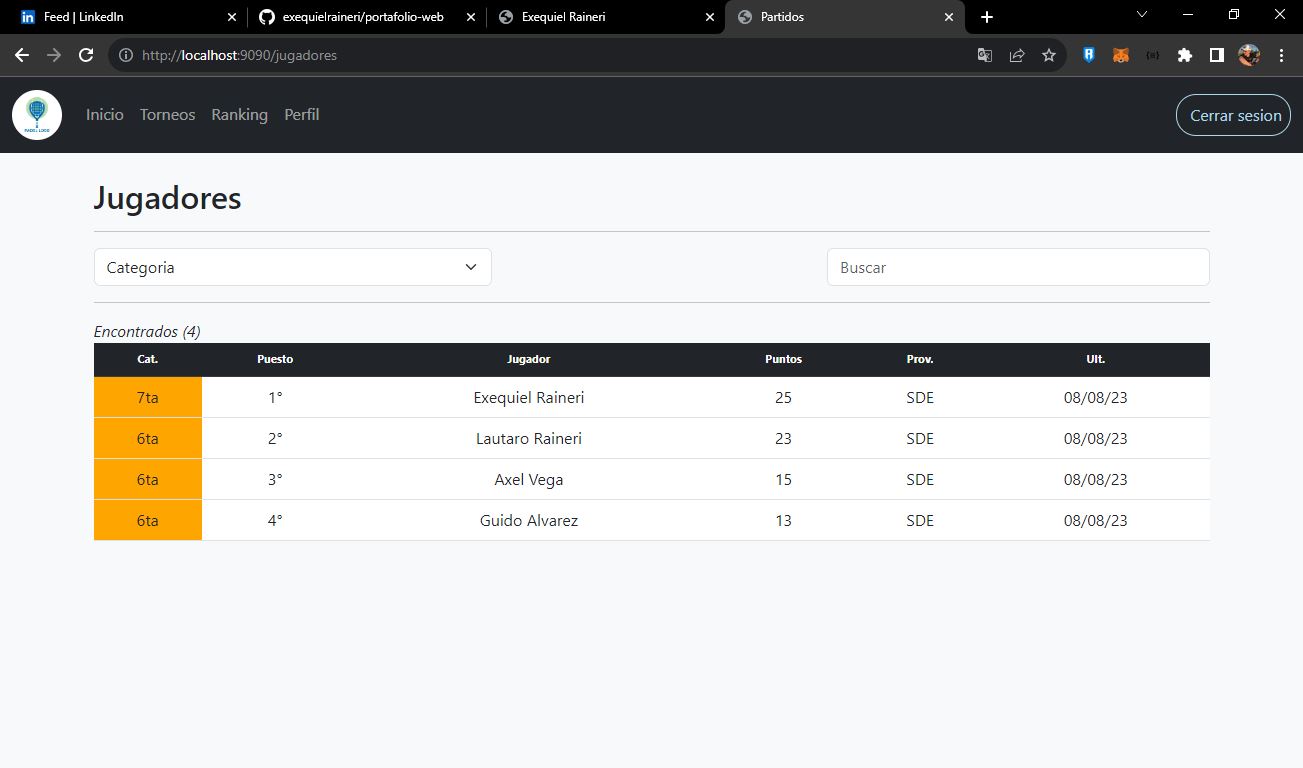 Feed | LinkedIn
exequielraineri/portafolio-web
Exequiel Raineri
Partidos
http://localhost:9090/jugadores
PADEL LOGO
Inicio Torneos Ranking Perfil
Cerrar sesion
Jugadores
Categoria
Buscar
Encontrados (4)
Cat. Puesto Jugador Puntos Prov. Ult.
7ta 1° Exequiel Raineri 25 SDE 08/08/23
6ta 2° Lautaro Raineri 23 SDE 08/08/23
6ta 3° Axel Vega 15 SDE 08/08/23
6ta 4° Guido Alvarez 13 SDE 08/08/23